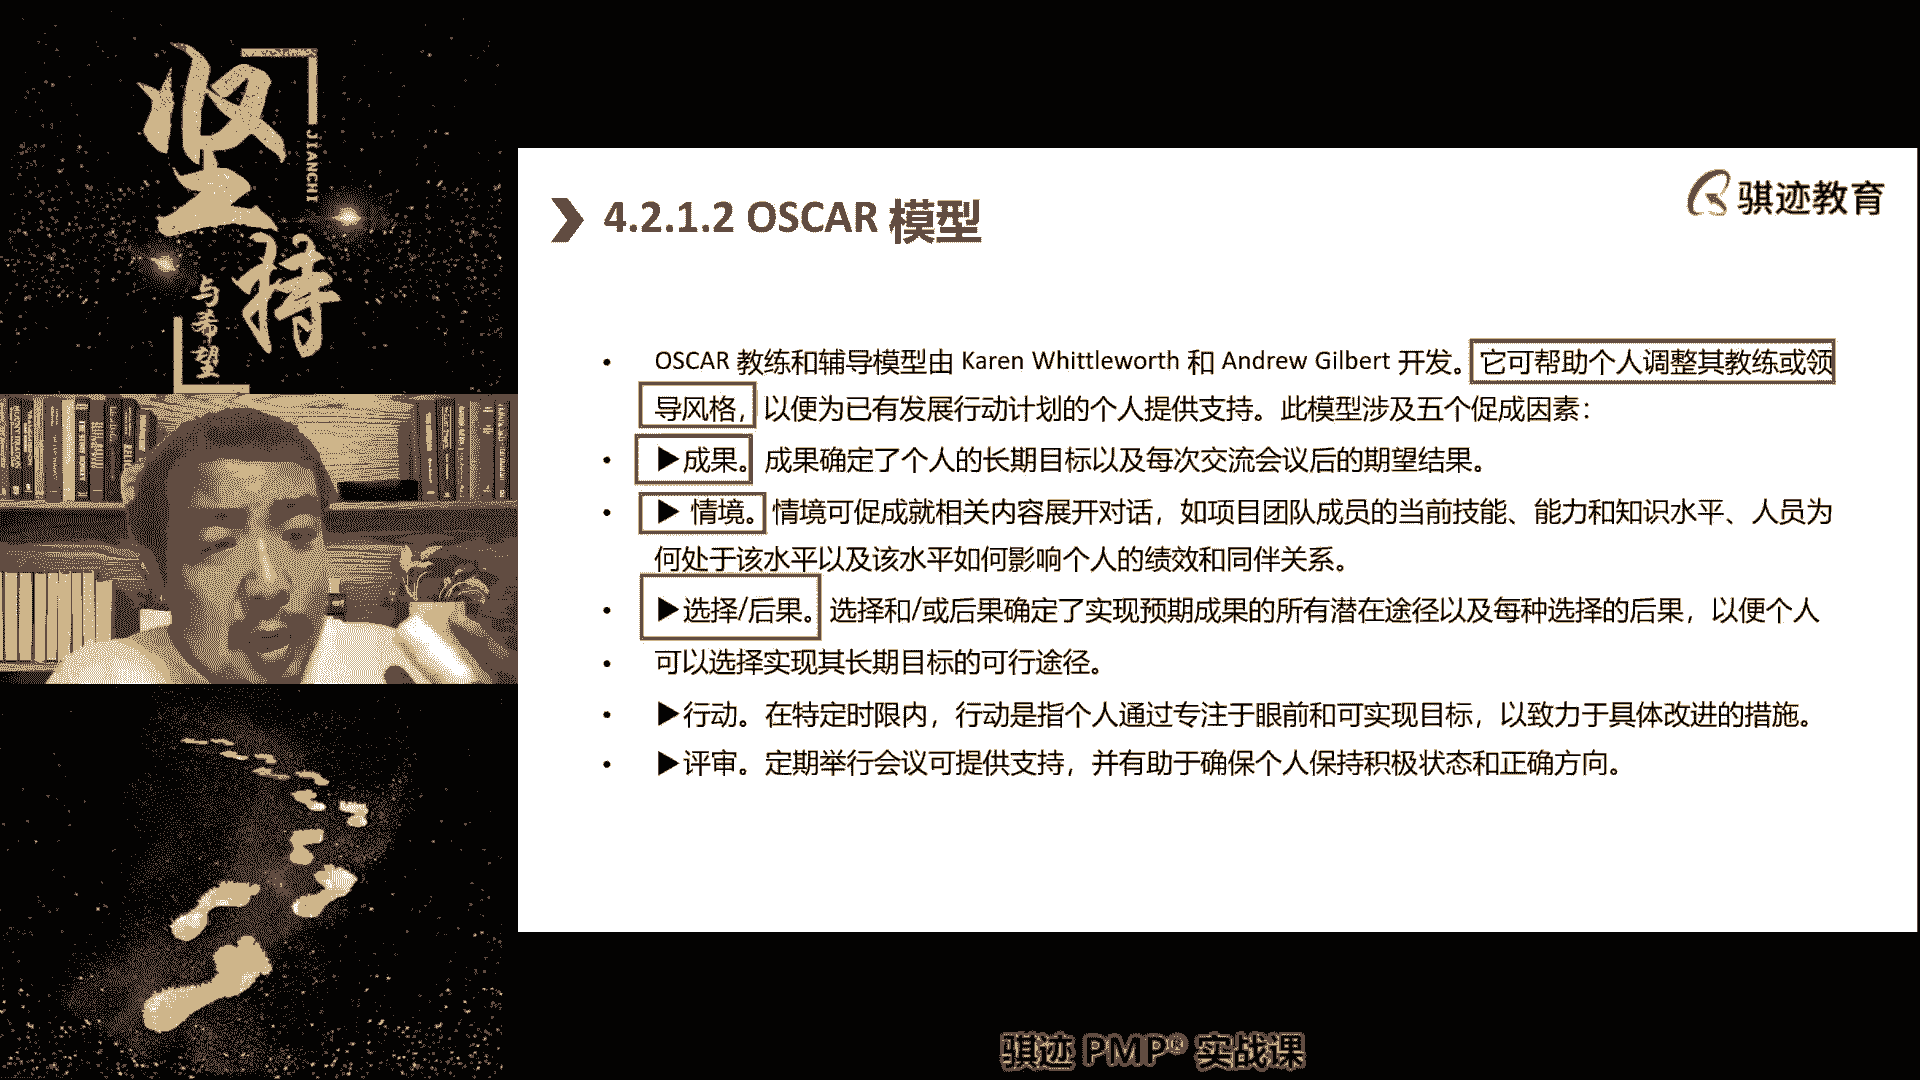 坚持
JIANCHI
与希望
骐迹教育
4.2.1.2 OSCAR 模型
• OSCAR 教练和辅导模型由 Karen Whittleworth 和 Andrew Gilbert 开发。它可帮助个人调整其教练或领
导风格，以便为已有发展行动计划的个人提供支持。此模型涉及五个促成因素：
• ▶成果。成果确定了个人的长期目标以及每次交流会议后的期望结果。
• ▶ 情境。情境可促成就相关内容展开对话，如项目团队成员的当前技能、能力和知识水平、人员为
何处于该水平以及该水平如何影响个人的绩效和同伴关系。
• ▶选择/后果。选择和/或后果确定了实现预期成果的所有潜在途径以及每种选择的后果，以便个人
• 可以选择实现其长期目标的可行途径。
• ▶行动。在特定时限内，行动是指个人通过专注于眼前和可实现目标，以致力于具体改进的措施。
• ▶评审。定期举行会议可提供支持，并有助于确保个人保持积极状态和正确方向。
骐迹 PMP® 实战课